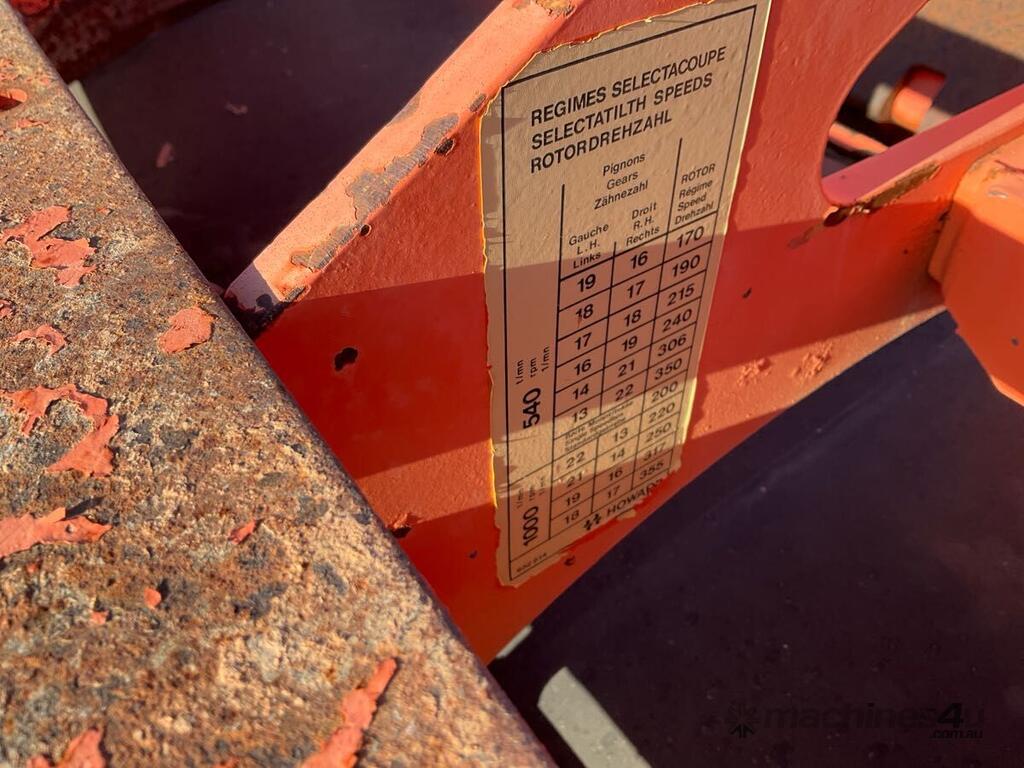 REGIMES SELECTACOUPE
SELECTATILTH SPEEDS
ROTORDREHZAHL
Pignons
Gears
Zähnezahl
ROTOR
Régime
Speed
Drehzahl
Gauche
L.H.
Links
Droit
R.H.
Rechts
540
t/mn
rpm
t/mn
19 16 170
18 17 190
17 18 215
16 19 240
14 21 306
13 22 350
1000
22 13 200
21 14 220
19 16 250
18 17
355
HOWARD
machines4u
.com.au